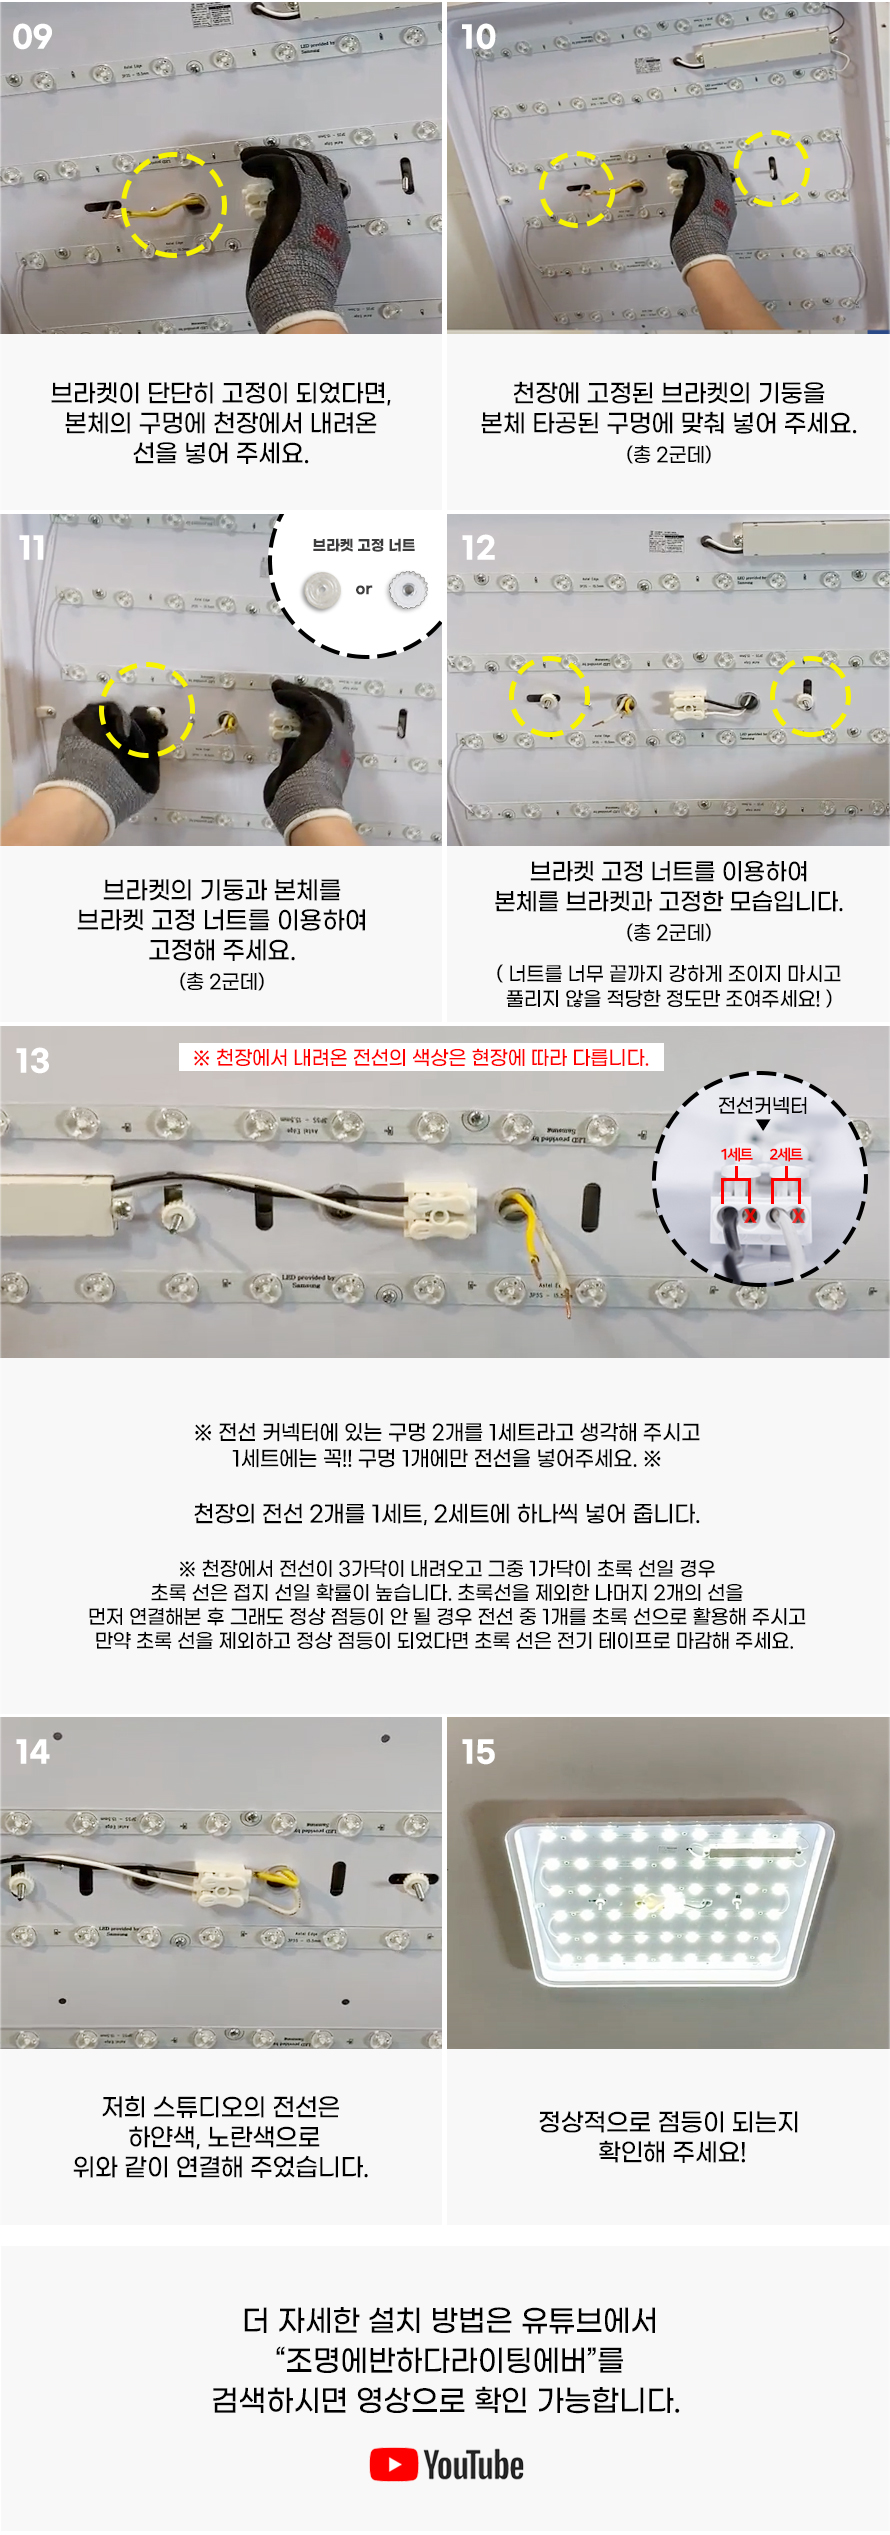 09
10
브라켓이 단단히 고정이 되었다면,
본체의 구멍에 천장에서 내려온
선을 넣어 주세요.
천장에 고정된 브라켓의 기둥을
본체 타공된 구멍에 맞춰 넣어 주세요.
(총 2군데)
11
브라켓 고정 너트
or
12
브라켓의 기둥과 본체를
브라켓 고정 너트를 이용하여
고정해 주세요.
(총 2군데)
브라켓 고정 너트를 이용하여
본체를 브라켓과 고정한 모습입니다.
(총 2군데)
( 너트를 너무 끝까지 강하게 조이지 마시고
풀리지 않을 적당한 정도만 조여주세요! )
13
※ 천장에서 내려온 전선의 색상은 현장에 따라 다릅니다.
전선커넥터
1세트 2세트
X X
LED provided by
Samsung
※ 전선 커넥터에 있는 구멍 2개를 1세트라고 생각해 주시고
1세트에는 꼭!! 구멍 1개에만 전선을 넣어주세요. ※
천장의 전선 2개를 1세트, 2세트에 하나씩 넣어 줍니다.
※ 천장에서 전선이 3가닥이 내려오고 그중 1가닥이 초록 선일 경우
초록 선은 접지 선일 확률이 높습니다. 초록선을 제외한 나머지 2개의 선을
먼저 연결해본 후 그래도 정상 점등이 안 될 경우 전선 중 1개를 초록 선으로 활용해 주시고
만약 초록 선을 제외하고 정상 점등이 되었다면 초록 선은 전기 테이프로 마감해 주세요.
14
15
저희 스튜디오의 전선은
하얀색, 노란색으로
위와 같이 연결해 주었습니다.
정상적으로 점등이 되는지
확인해 주세요!
더 자세한 설치 방법은 유튜브에서
“조명에반하다라이팅에버”를
검색하시면 영상으로 확인 가능합니다.
YouTube